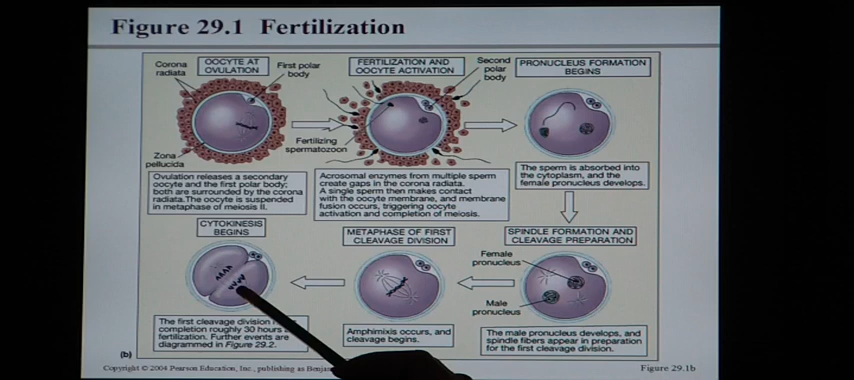 Figure 29.1 Fertilization
Corona
radiata
OOCYTE AT
OVULATION
First polar
body
Zona
pellucida
Ovulation releases a secondary
oocyte and the first polar body;
both are surrounded by the corona
radiata. The oocyte is suspended
in metaphase of meiosis II.
FERTILIZATION AND
OOCYTE ACTIVATION
Second
polar
body
Fertilizing
spermatozoon
Acrosomal enzymes from multiple sperm
create gaps in the corona radiata.
A single sperm then makes contact
with the oocyte membrane, and membrane
fusion occurs, triggering oocyte
activation and completion of meiosis.
PRONUCLEUS FORMATION
BEGINS
The sperm is absorbed into
the cytoplasm, and the
female pronucleus develops.
SPINDLE FORMATION AND
CLEAVAGE PREPARATION
Female
pronucleus
Male
pronucleus
The male pronucleus develops, and
spindle fibers appear in preparation
for the first cleavage division.
METAPHASE OF FIRST
CLEAVAGE DIVISION
Amphimixis occurs, and
cleavage begins.
CYTOKINESIS
BEGINS
The first cleavage division
completion roughly 30 hours
fertilization. Further events are
diagrammed in Figure 29.2.
(b)
Copyright © 2004 Pearson Education, Inc., publishing as
Figure 29.1b